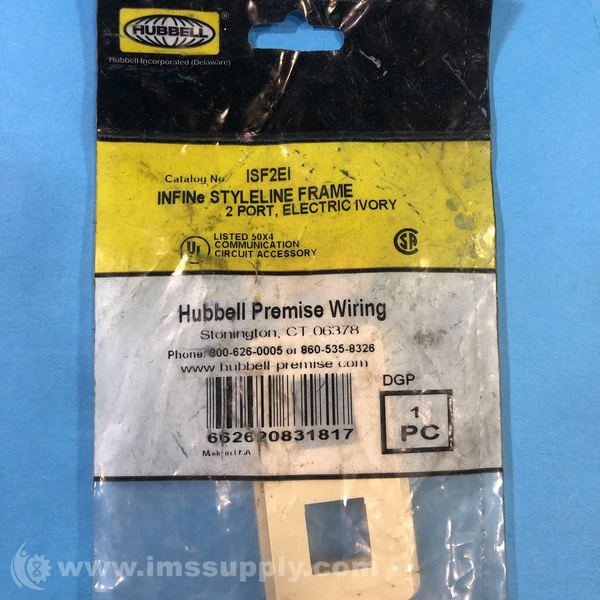 HUBBELL
®
Hubbell Incorporated (Delaware)
Catalog No. ISF2EI
INFINe STYLELINE FRAME
2 PORT, ELECTRIC IVORY
UL
LISTED 50X4
COMMUNICATION
CIRCUIT ACCESSORY
SA
Hubbell Premise Wiring
Stonington, CT 06378
Phone: 800-626-0005 or 860-535-8326
www.hubbell-premise.com
DGP
1
PC
662620831817
Made in USA
www.imssupply.com